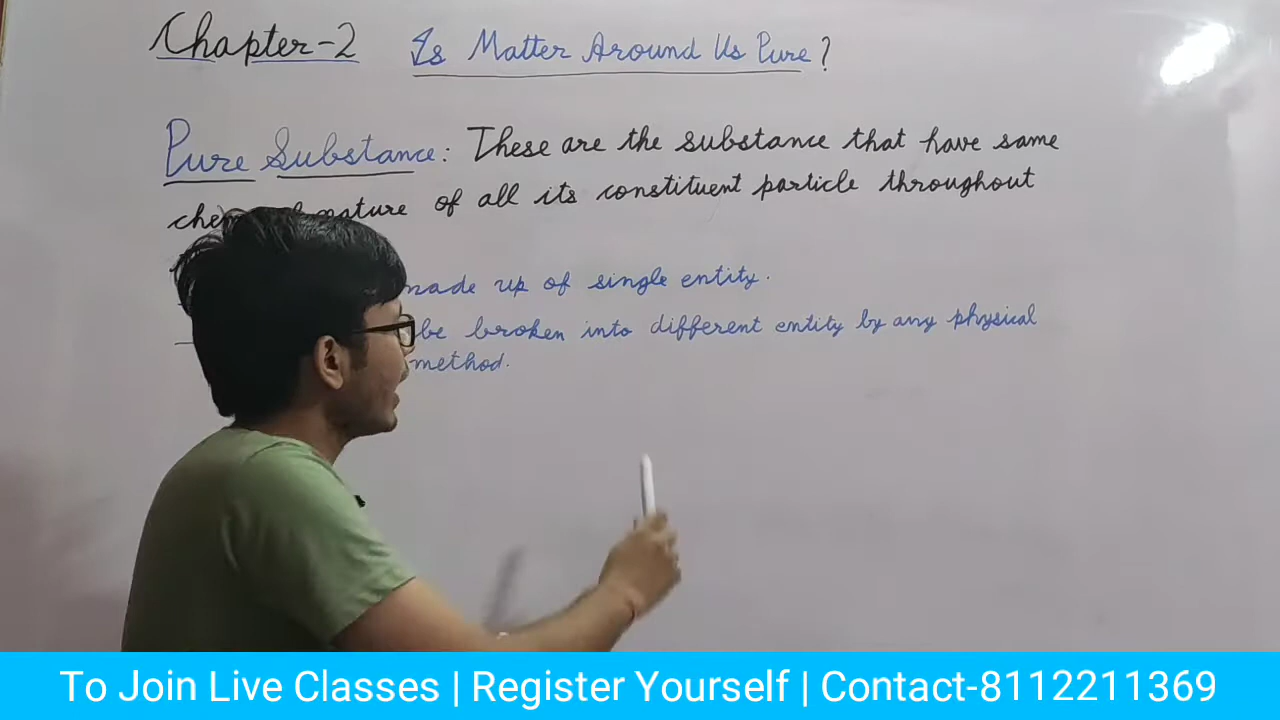 Chapter-2 Is Matter Around Us Pure?
Pure Substance: These are the substance that have same
nature of all its constituent particle throughout
made up of single entity.
be broken into different entity by any physical
method.
To Join Live Classes | Register Yourself | Contact-8112211369